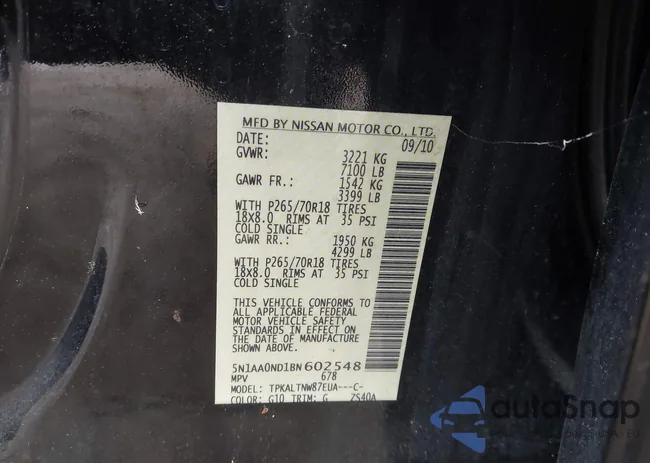 MFD BY NISSAN MOTOR CO., LTD.
DATE: 09/10
GVWR: 3221 KG
7100 LB
GAWR FR.: 1542 KG
3399 LB
WITH P265/70R18 TIRES
18x8.0 RIMS AT 35 PSI
COLD SINGLE
GAWR RR.: 1950 KG
4299 LB
WITH P265/70R18 TIRES
18x8.0 RIMS AT 35 PSI
COLD SINGLE
THIS VEHICLE CONFORMS TO
ALL APPLICABLE FEDERAL
MOTOR VEHICLE SAFETY
STANDARDS IN EFFECT ON
THE DATE OF MANUFACTURE
SHOWN ABOVE.
5N1AA0ND1BN602548
MPV 678
MODEL: TPKALTNW87EUA---C-
COLOR: G10 TRIM: G ZS40A
autoSnap